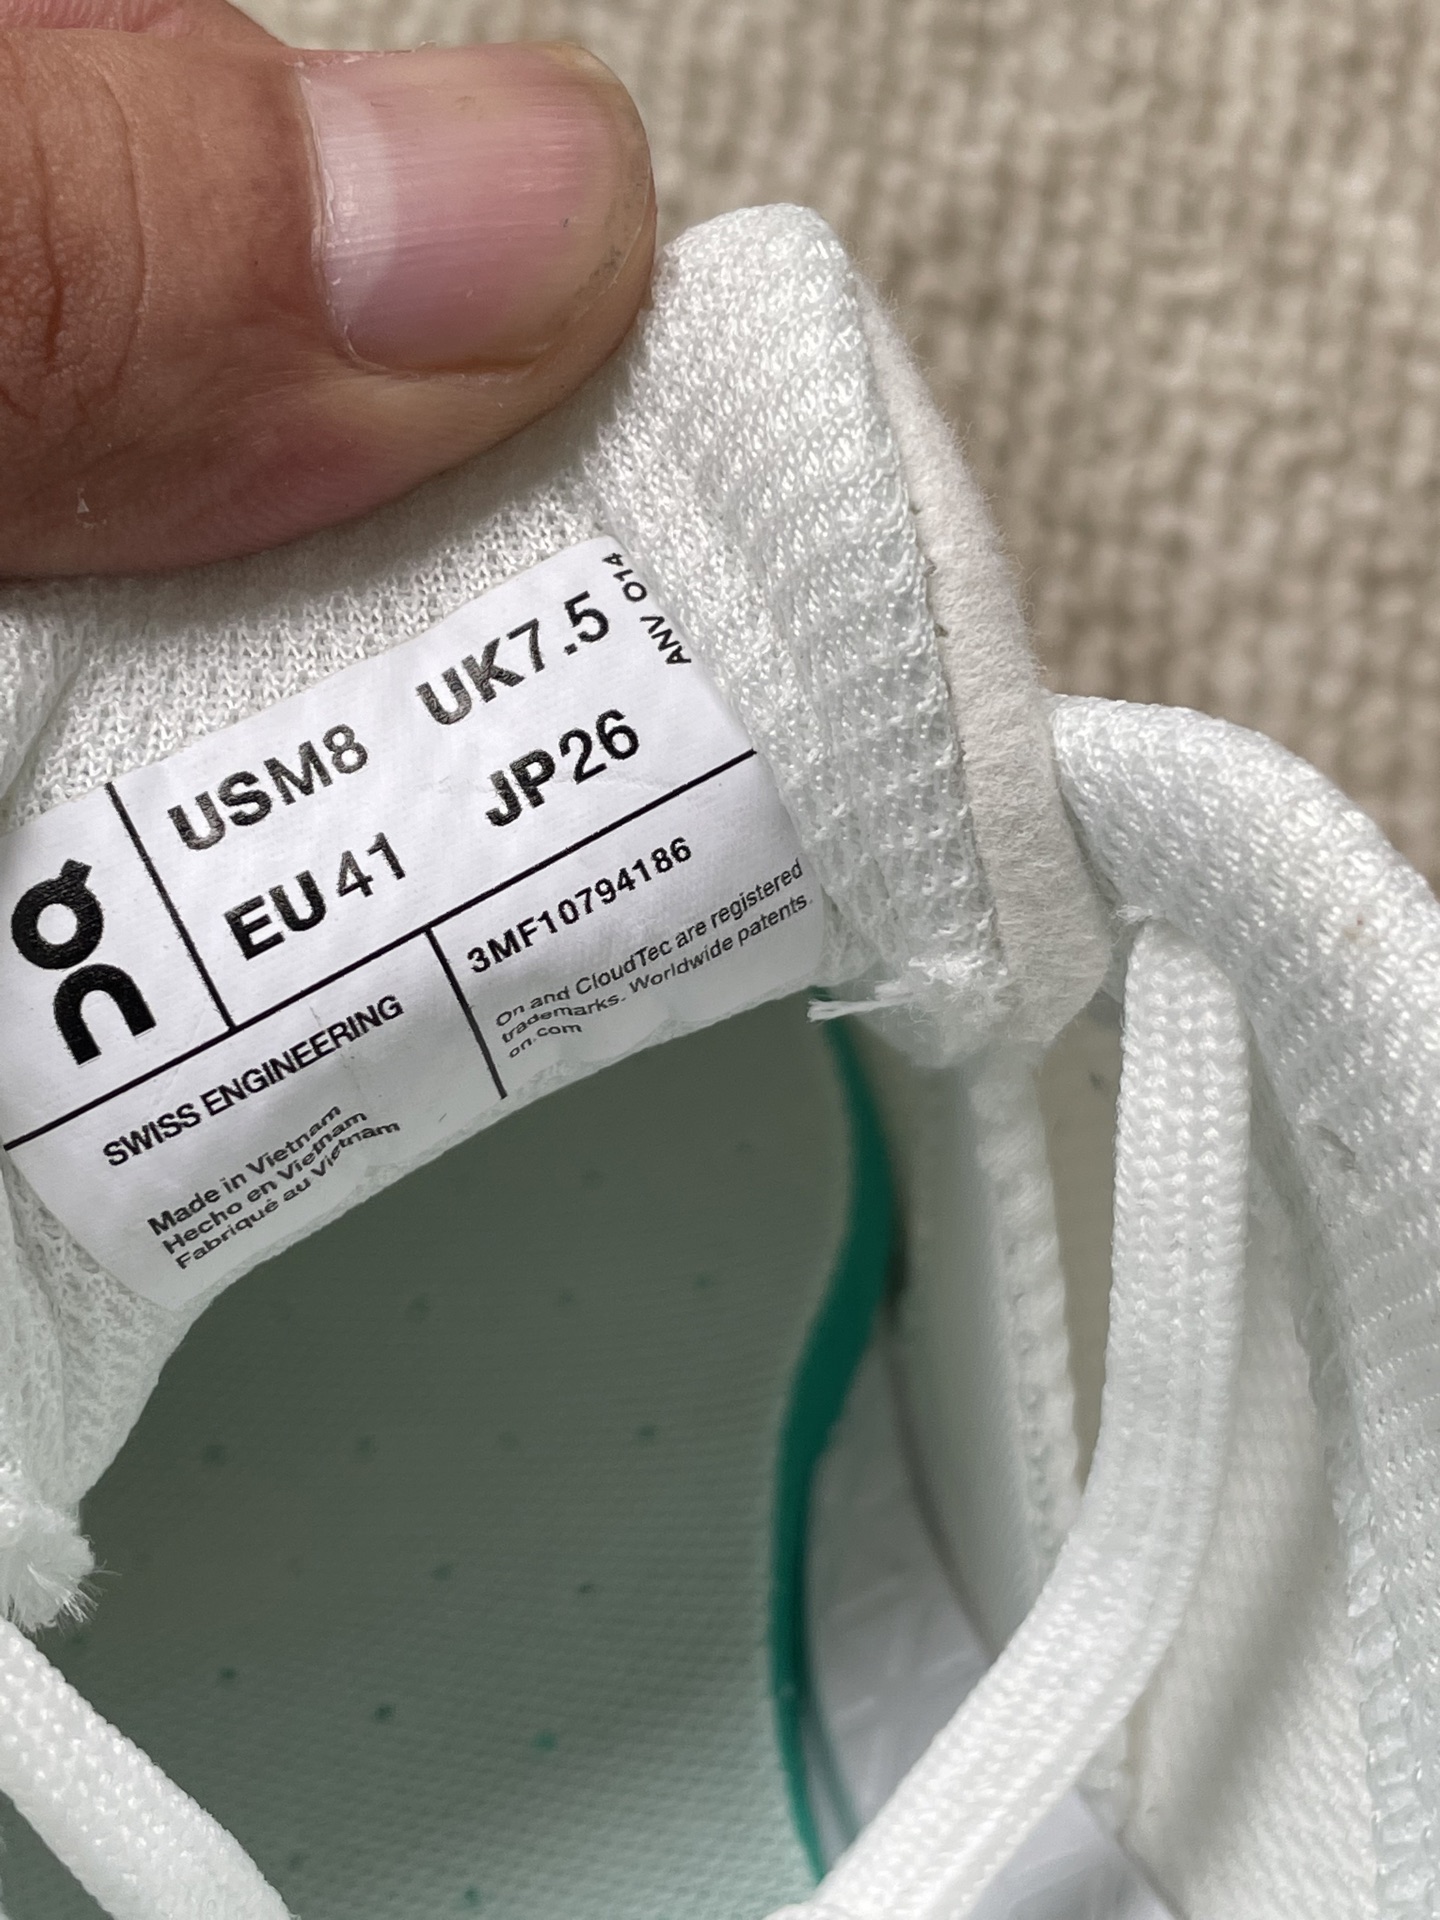 on
USM8 UK7.5
EU41 JP26
ANV 014
SWISS ENGINEERING
Made in Vietnam
Hecho en Vietnam
Fabriqué au Vietnam
3MF10794186
On and CloudTec are registered
trademarks. Worldwide patents.
on.com